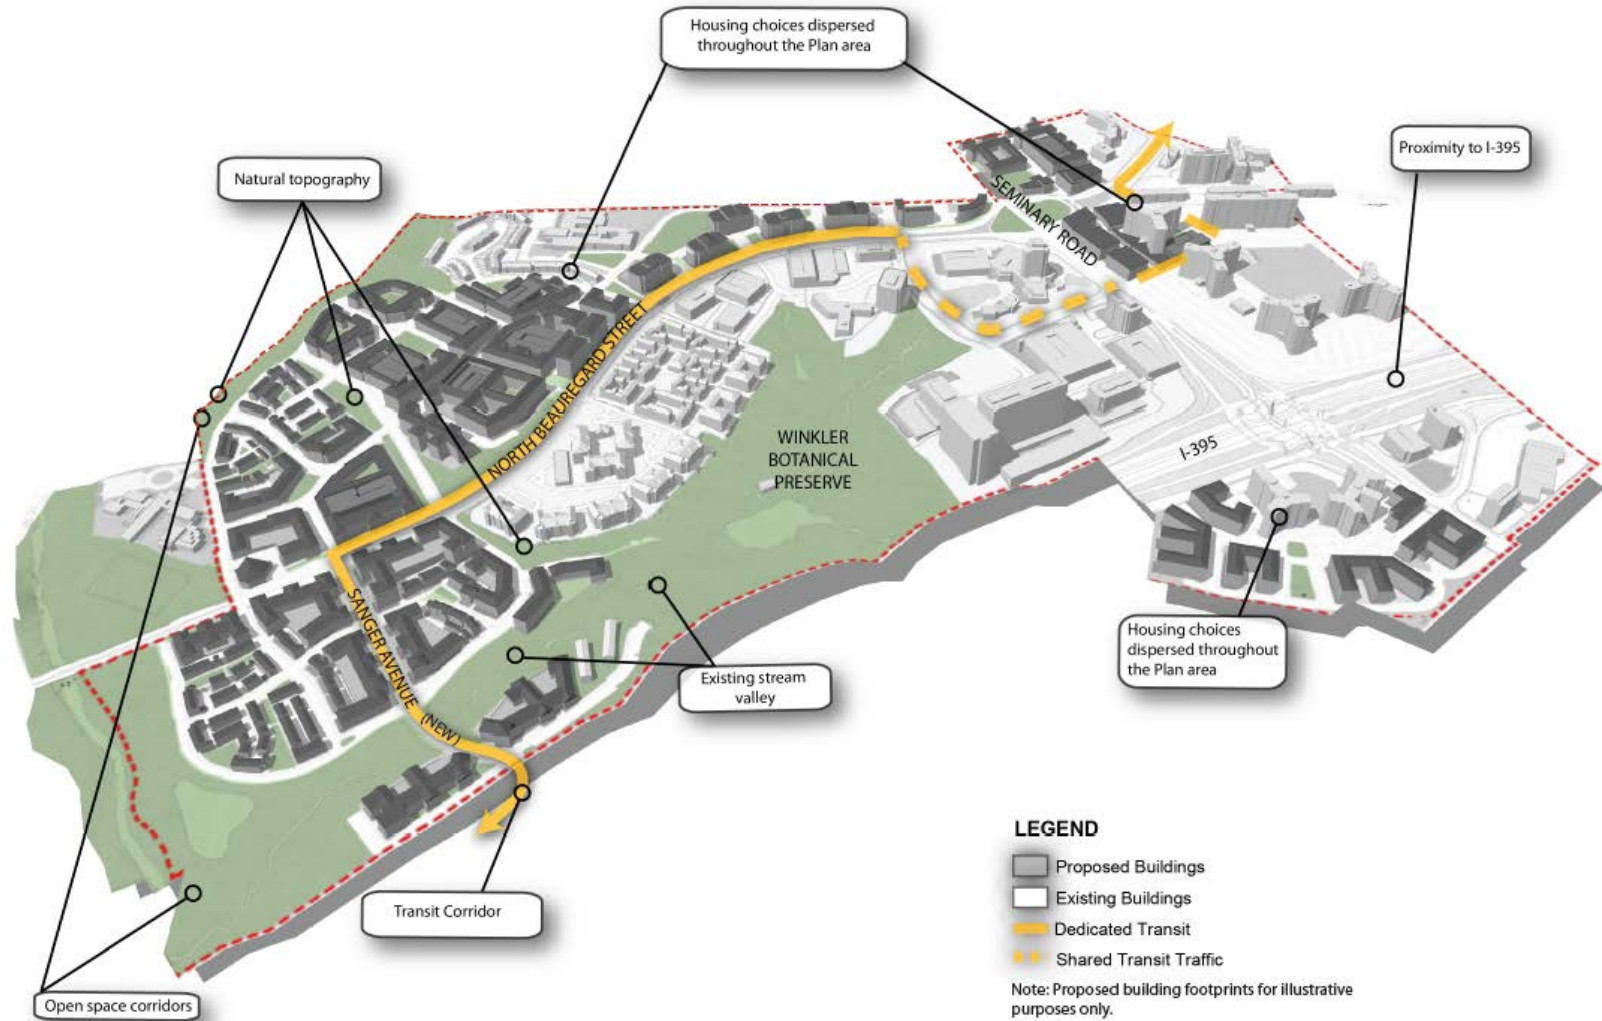 Housing choices dispersed
throughout the Plan area
Proximity to I-395
Natural topography
SEMINARY ROAD
NORTH BEAUREGARD STREET
WINKLER
BOTANICAL
PRESERVE
I-395
SANGER AVENUE (NEW)
Existing stream
valley
Housing choices
dispersed throughout
the Plan area
Transit Corridor
Open space corridors
LEGEND
Proposed Buildings
Existing Buildings
Dedicated Transit
Shared Transit Traffic
Note: Proposed building footprints for illustrative
purposes only.